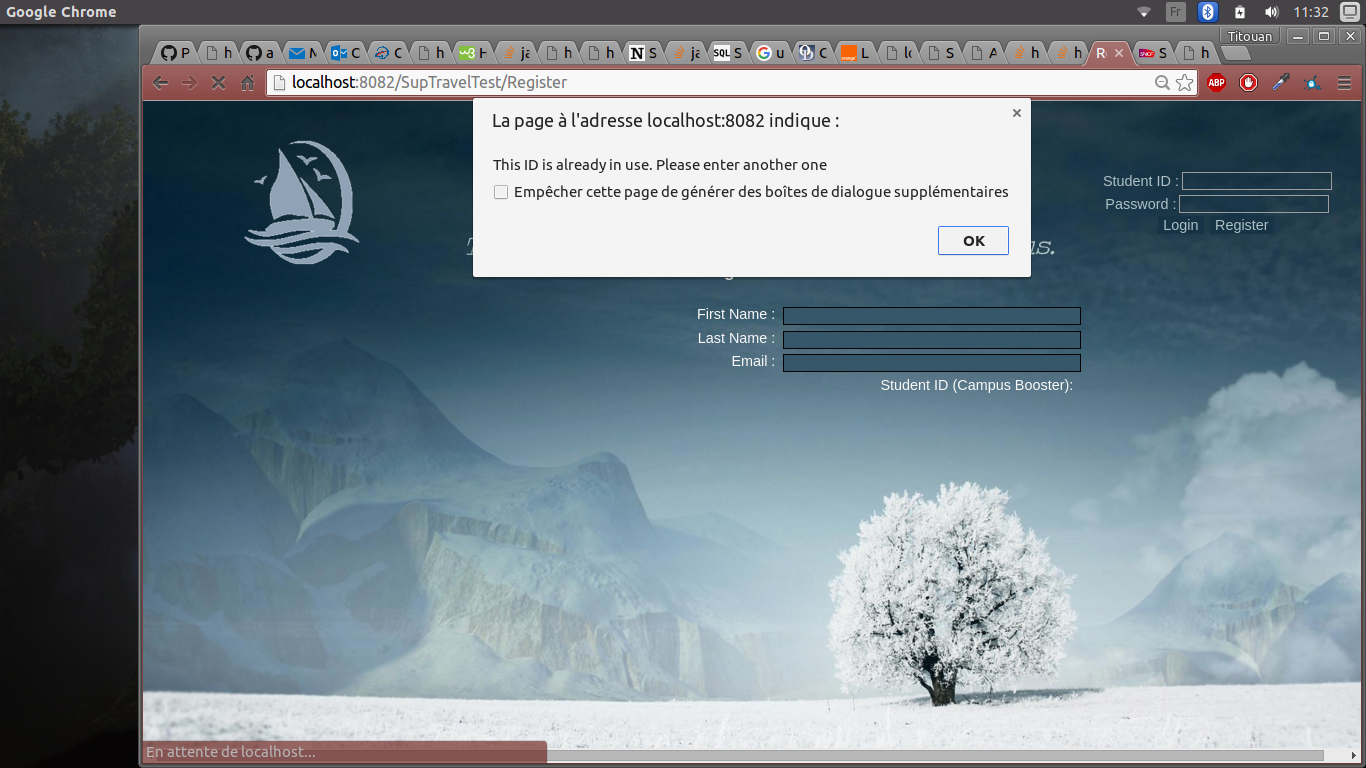 Google Chrome
Fr
11:32
Titouan
P h a M C C h H ja h h S ja S u C L lo S A h h R S h
localhost:8082/SupTravelTest/Register
ABP
La page à l'adresse localhost:8082 indique :
This ID is already in use. Please enter another one
Empêcher cette page de générer des boîtes de dialogue supplémentaires
OK
Student ID :
Password :
Login Register
First Name :
Last Name :
Email :
Student ID (Campus Booster):
En attente de localhost...